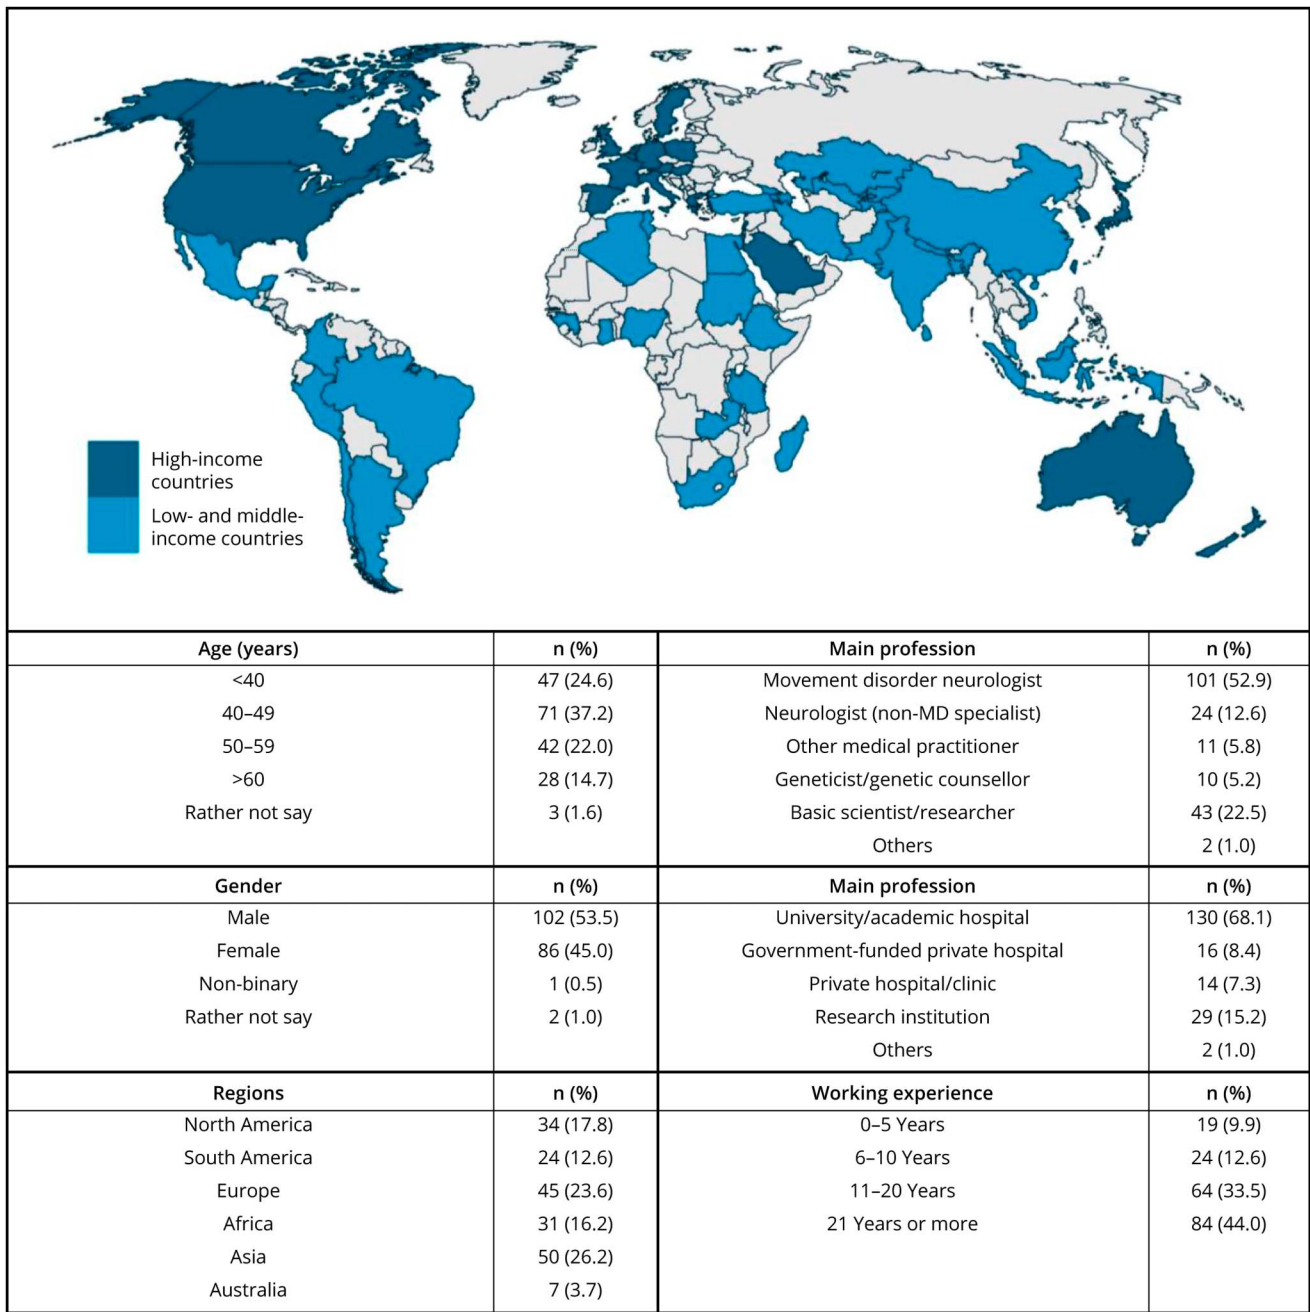 High-income
countries
Low- and middle-
income countries
Age (years) n (%) Main profession n (%)
<40 47 (24.6) Movement disorder neurologist 101 (52.9)
40–49 71 (37.2) Neurologist (non-MD specialist) 24 (12.6)
50–59 42 (22.0) Other medical practitioner 11 (5.8)
>60 28 (14.7) Geneticist/genetic counsellor 10 (5.2)
Rather not say 3 (1.6) Basic scientist/researcher 43 (22.5)
Others 2 (1.0)
Gender n (%) Main profession n (%)
Male 102 (53.5) University/academic hospital 130 (68.1)
Female 86 (45.0) Government-funded private hospital 16 (8.4)
Non-binary 1 (0.5) Private hospital/clinic 14 (7.3)
Rather not say 2 (1.0) Research institution 29 (15.2)
Others 2 (1.0)
Regions n (%) Working experience n (%)
North America 34 (17.8) 0–5 Years 19 (9.9)
South America 24 (12.6) 6–10 Years 24 (12.6)
Europe 45 (23.6) 11–20 Years 64 (33.5)
Africa 31 (16.2) 21 Years or more 84 (44.0)
Asia 50 (26.2)
Australia 7 (3.7)